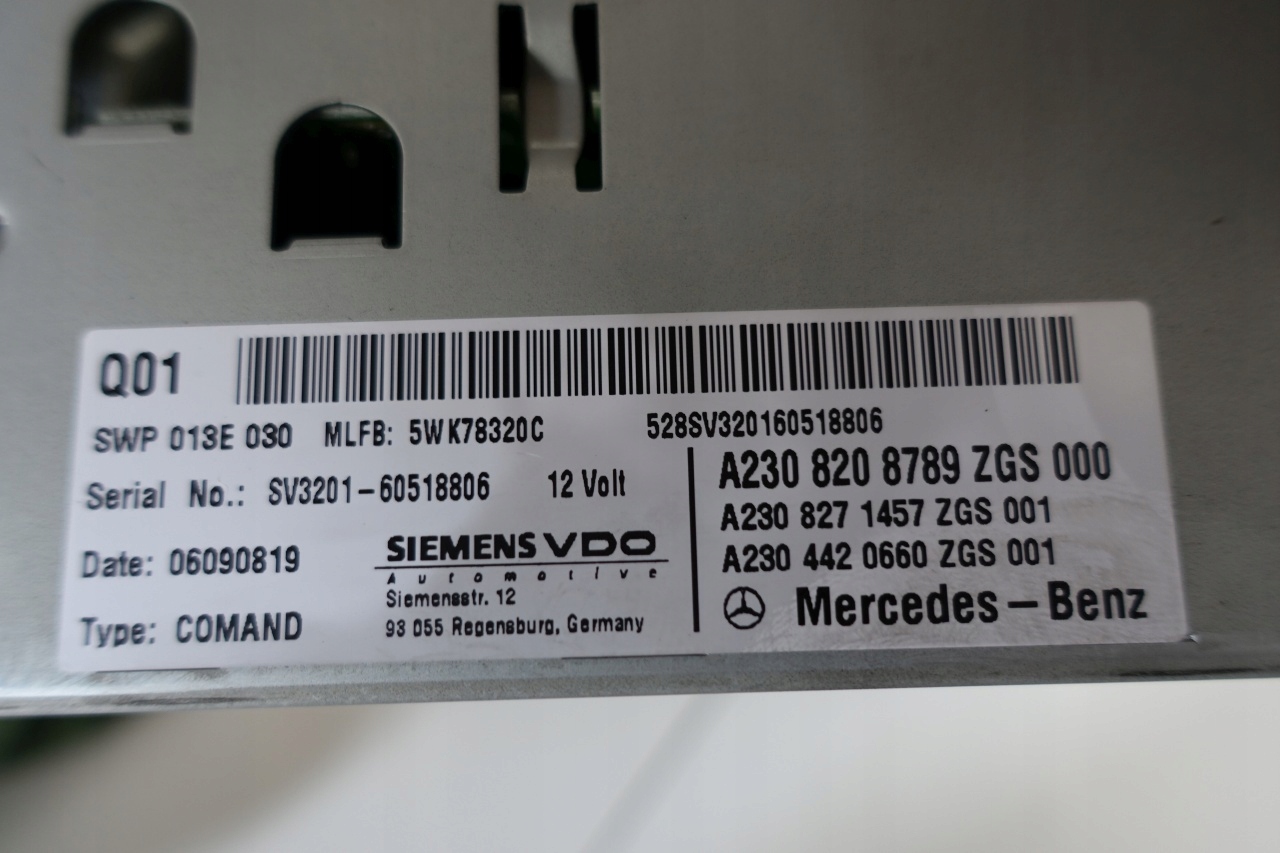 Q01
SWP 013E 030 MLFB: 5WK78320C 528SV320160518806
Serial No.: SV3201-60518806 12 Volt
Date: 06090819
Type: COMAND
SIEMENS VDO
Automotive
Siemensstr. 12
93 055 Regensburg, Germany
A230 820 8789 ZGS 000
A230 827 1457 ZGS 001
A230 442 0660 ZGS 001
Mercedes-Benz